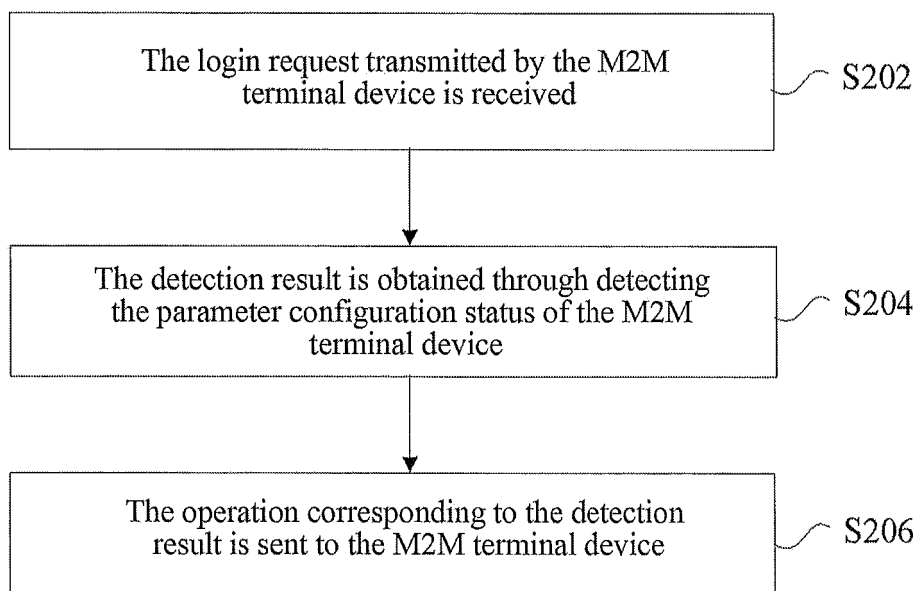 The login request transmitted by the M2M
terminal device is received
S202
The detection result is obtained through detecting
the parameter configuration status of the M2M
terminal device
S204
The operation corresponding to the detection
result is sent to the M2M terminal device
S206